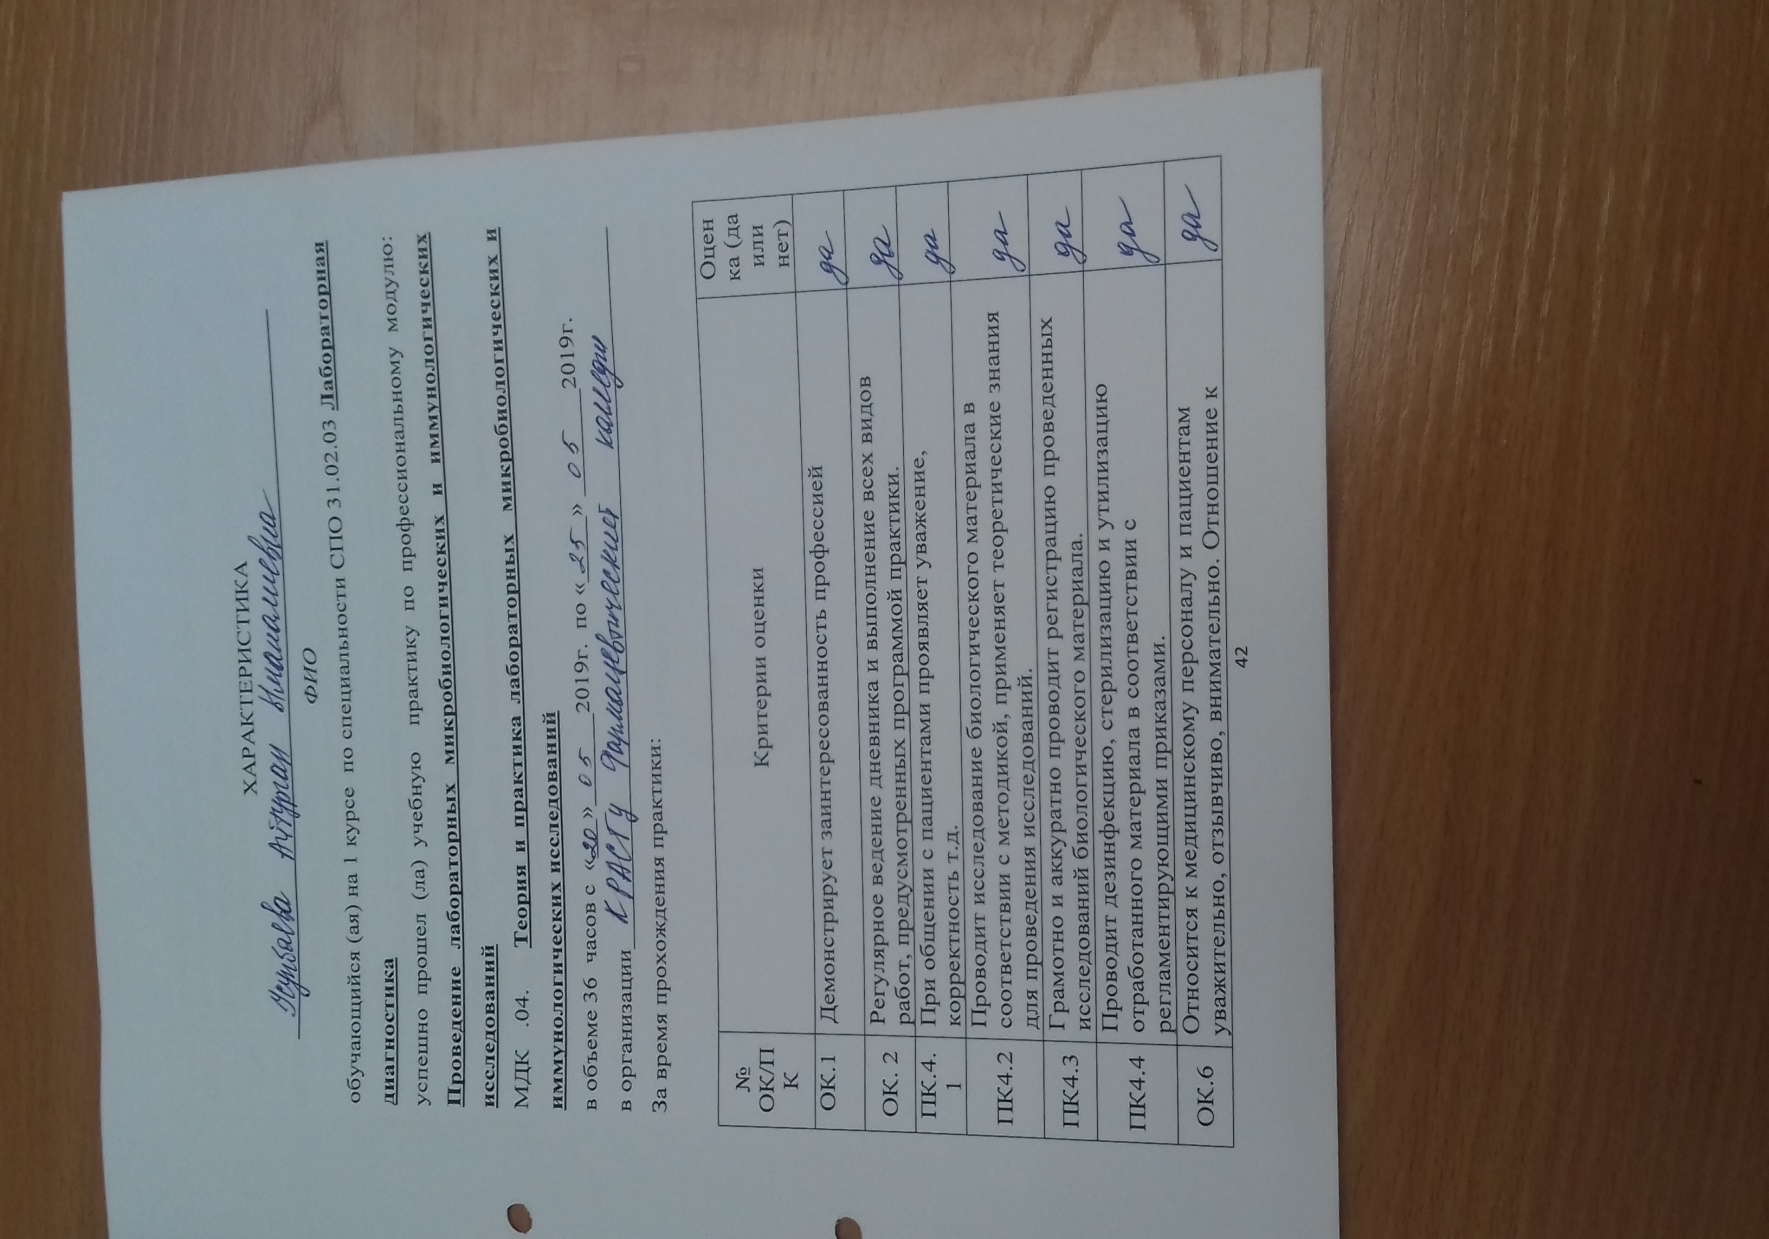 ХАРАКТЕРИСТИКА
Айтурган
ФИО
обучающийся (ая) на 1 курсе по специальности СПО 31.02.03 Лабораторная
диагностика
успешно прошел (ла) учебную практику по профессиональному модулю:
Проведение лабораторных микробиологических и иммунологических
исследований
МДК .04. Теория и практика лабораторных микробиологических и
иммунологических исследований
в объеме 36 часов с «20» 05 2019г. по «25» 05 2019г.
в организации КРАСГУ фармацевтический колледж
За время прохождения практики:
№ ОК/П К Критерии оценки Оцен ка (да или нет)
ОК.1 Демонстрирует заинтересованность профессией да
ОК. 2 Регулярное ведение дневника и выполнение всех видов да
работ, предусмотренных программой практики.
ПК.4. 1 При общении с пациентами проявляет уважение, да
корректность т.д.
ПК4.2 Проводит исследование биологического материала в да
соответствии с методикой, применяет теоретические знания
для проведения исследований.
ПК4.3 Грамотно и аккуратно проводит регистрацию проведенных да
исследований биологического материала.
ПК4.4 Проводит дезинфекцию, стерилизацию и утилизацию да
отработанного материала в соответствии с
регламентирующими приказами.
ОК.6 Относится к медицинскому персоналу и пациентам да
уважительно, отзывчиво, внимательно. Отношение к
42